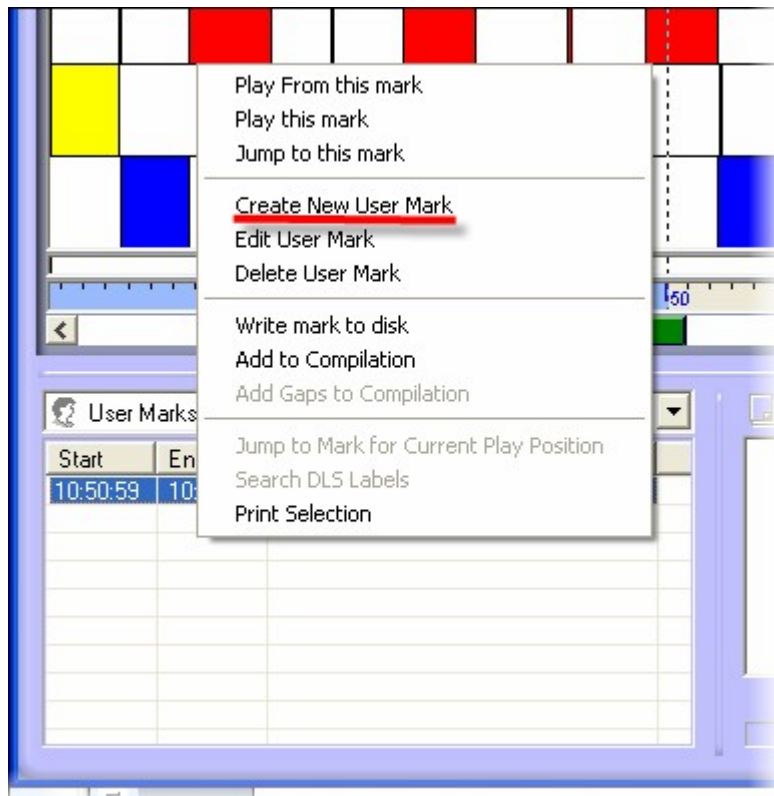 Play From this mark
Play this mark
Jump to this mark
Create New User Mark
Edit User Mark
Delete User Mark
50
Write mark to disk
Add to Compilation
Add Gaps to Compilation
User Marks
Jump to Mark for Current Play Position
Start En
Search DLS Labels
10:50:59 10:
Print Selection